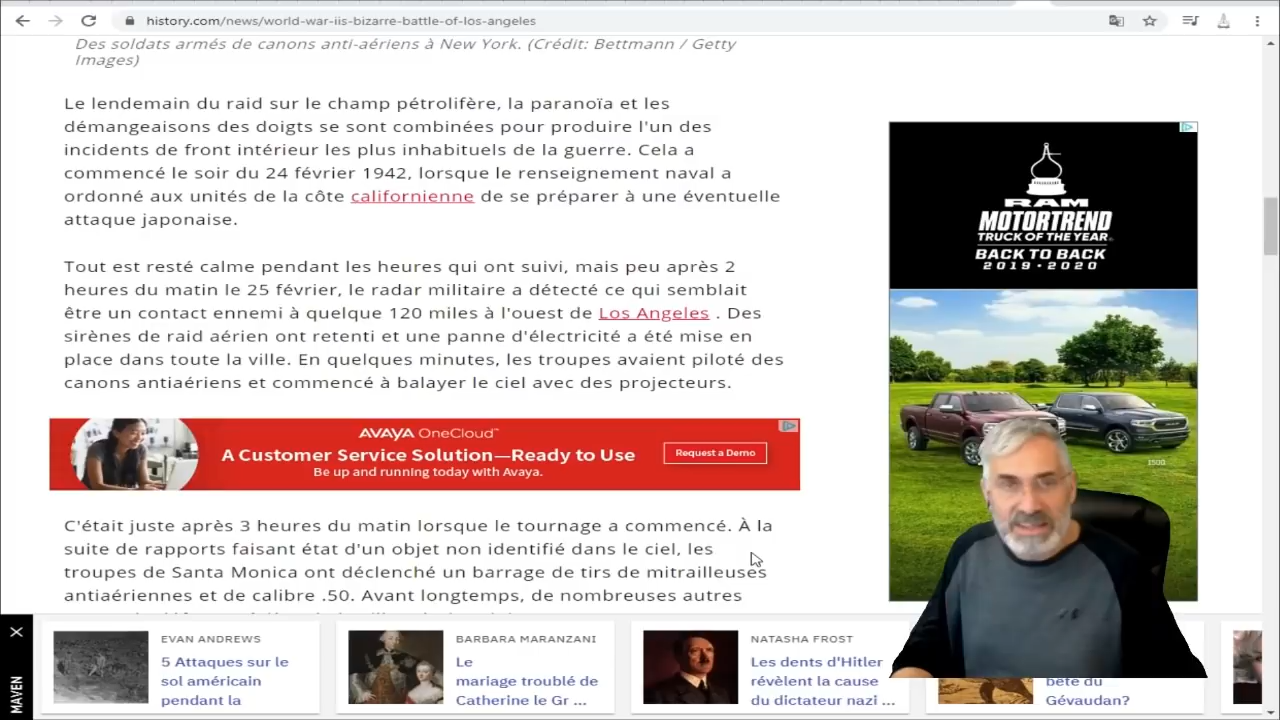 history.com/news/world-war-iis-bizarre-battle-of-los-angeles
Des soldats armés de canons anti-aériens à New York. (Crédit: Bettmann / Getty
Images)
Le lendemain du raid sur le champ pétrolifère, la paranoïa et les
démangeaisons des doigts se sont combinées pour produire l'un des
incidents de front intérieur les plus inhabituels de la guerre. Cela a
commencé le soir du 24 février 1942, lorsque le renseignement naval a
ordonné aux unités de la côte californienne de se préparer à une éventuelle
attaque japonaise.
Tout est resté calme pendant les heures qui ont suivi, mais peu après 2
heures du matin le 25 février, le radar militaire a détecté ce qui semblait
être un contact ennemi à quelque 120 miles à l'ouest de Los Angeles . Des
sirènes de raid aérien ont retenti et une panne d'électricité a été mise en
place dans toute la ville. En quelques minutes, les troupes avaient piloté des
canons antiaériens et commencé à balayer le ciel avec des projecteurs.
AVAYA OneCloud™
A Customer Service Solution—Ready to Use
Be up and running today with Avaya.
Request a Demo
C'était juste après 3 heures du matin lorsque le tournage a commencé. À la
suite de rapports faisant état d'un objet non identifié dans le ciel, les
troupes de Santa Monica ont déclenché un barrage de tirs de mitrailleuses
antiaériennes et de calibre .50. Avant longtemps, de nombreuses autres
RAM
MOTORTREND
TRUCK OF THE YEAR
BACK TO BACK
2019 • 2020
1500
MAVEN
EVAN ANDREWS
5 Attaques sur le
sol américain
pendant la
BARBARA MARANZANI
Le
mariage troublé de
Catherine le Gr ...
NATASHA FROST
Les dents d'Hitler
révèlent la cause
du dictateur nazi ...
bête du
Gévaudan?